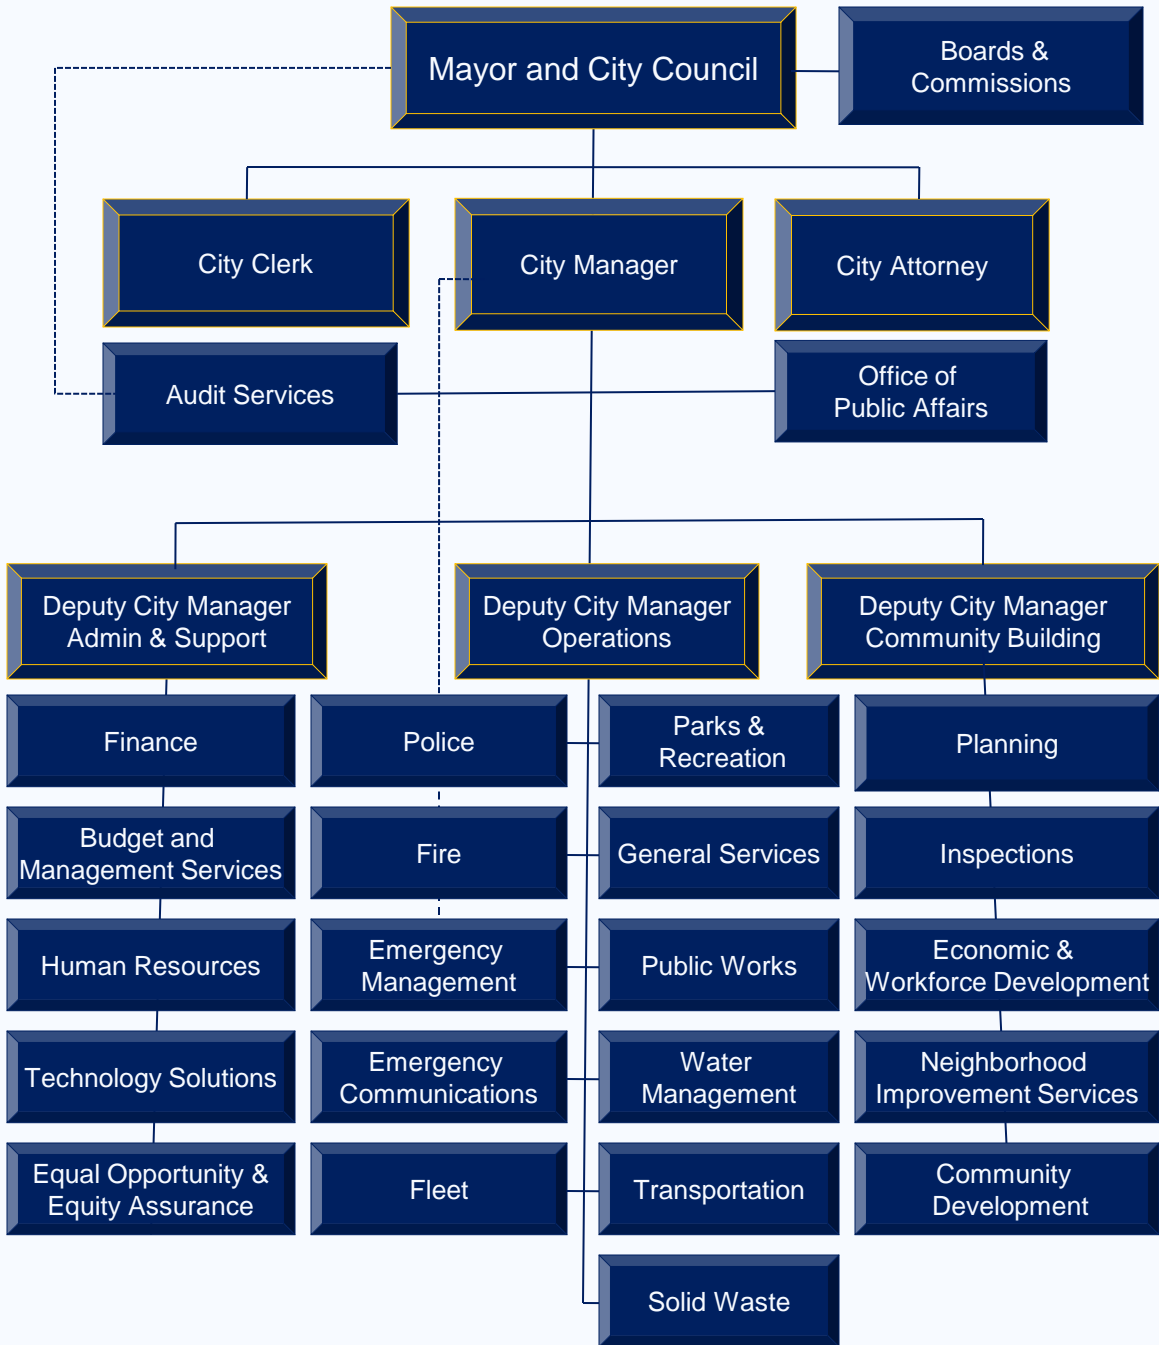 Mayor and City Council
Boards &
Commissions
City Clerk
City Manager
City Attorney
Audit Services
Office of
Public Affairs
Deputy City Manager
Admin & Support
Deputy City Manager
Operations
Deputy City Manager
Community Building
Finance
Police
Parks &
Recreation
Planning
Budget and
Management Services
Fire
General Services
Inspections
Human Resources
Emergency
Management
Public Works
Economic &
Workforce Development
Technology Solutions
Emergency
Communications
Water
Management
Neighborhood
Improvement Services
Equal Opportunity &
Equity Assurance
Fleet
Transportation
Community
Development
Solid Waste